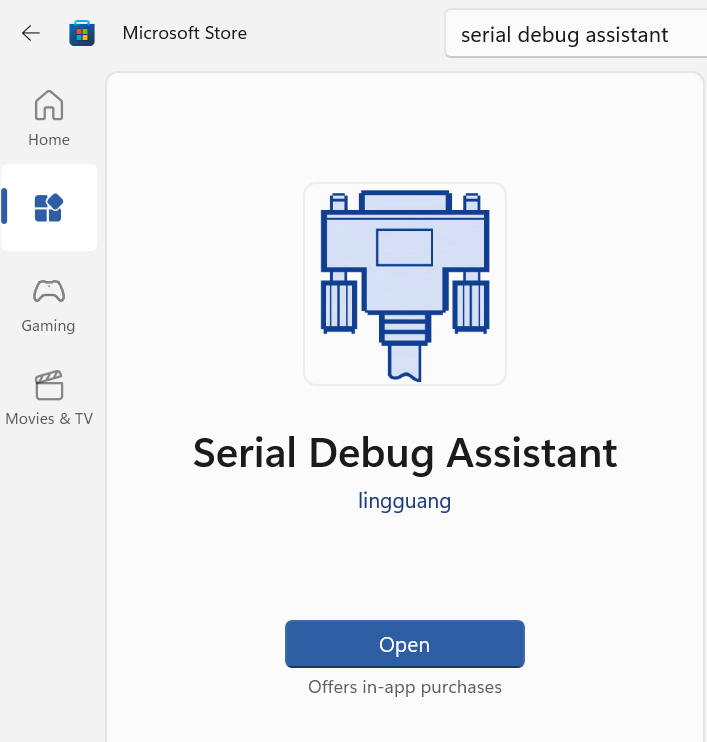 Microsoft Store
serial debug assistant
Home
Gaming
Movies & TV
Serial Debug Assistant
lingguang
Open
Offers in-app purchases